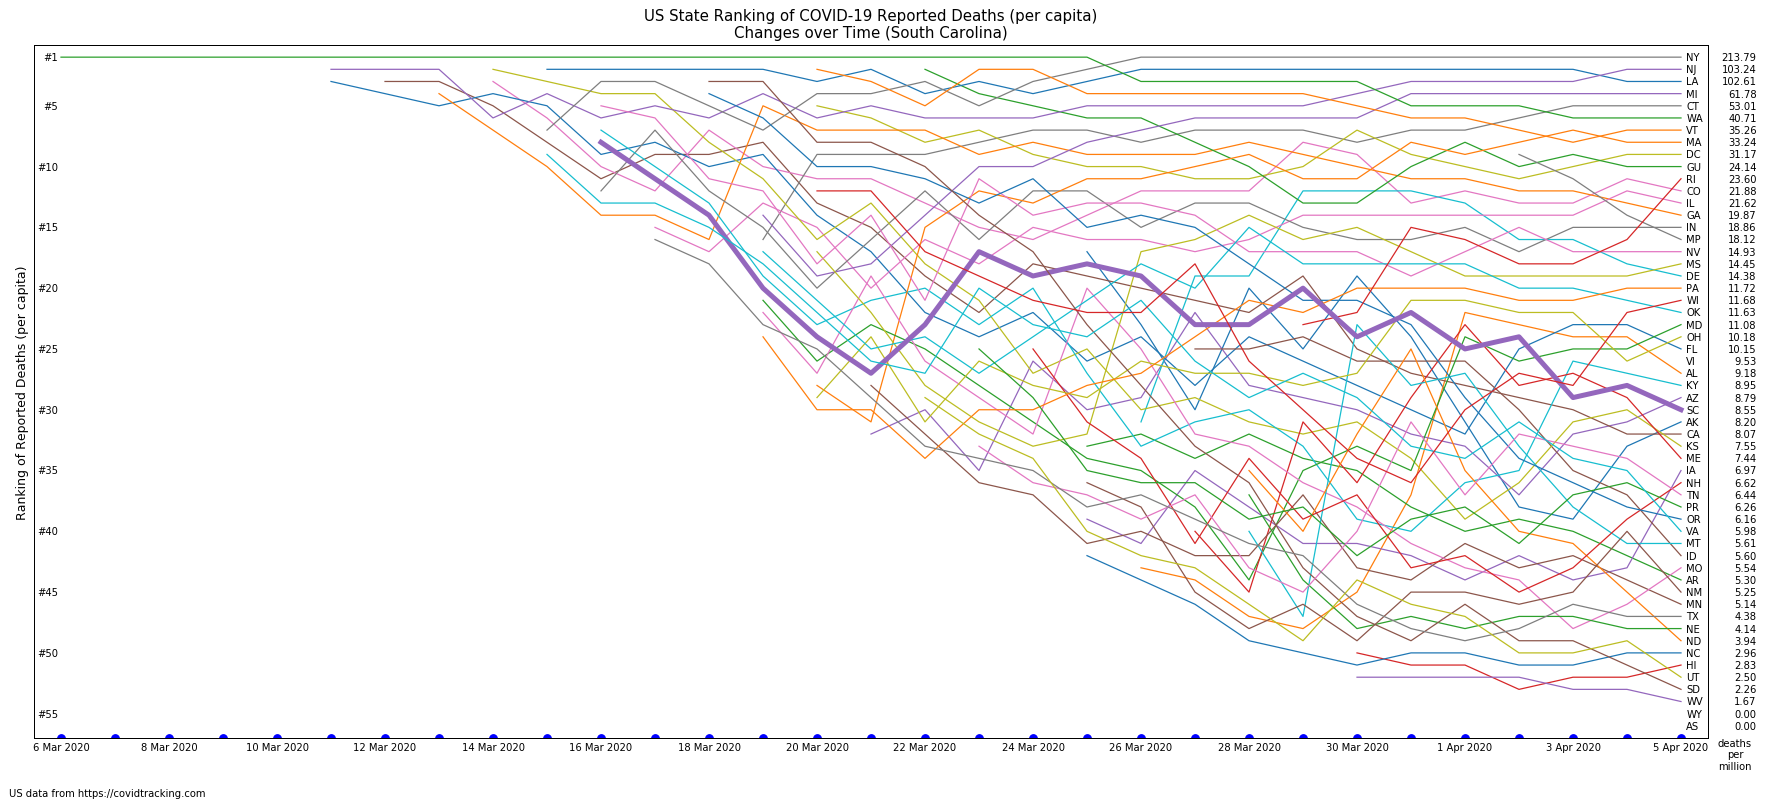 US State Ranking of COVID-19 Reported Deaths (per capita)
Changes over Time (South Carolina)
Ranking of Reported Deaths (per capita)
#1
#5
#10
#15
#20
#25
#30
#35
#40
#45
#50
#55
NY 213.79
NJ 103.24
LA 102.61
MI 61.78
CT 53.01
WA 40.71
VT 35.26
MA 33.24
DC 31.17
GU 24.14
RI 23.60
CO 21.88
IL 21.62
GA 19.87
IN 18.86
MP 18.12
NV 14.93
MS 14.45
DE 14.38
PA 11.72
WI 11.68
OK 11.63
MD 11.08
OH 10.18
FL 10.15
VI 9.53
AL 9.18
KY 8.95
AZ 8.79
SC 8.55
AK 8.20
CA 8.07
KS 7.55
ME 7.44
IA 6.97
NH 6.62
TN 6.44
PR 6.26
OR 6.16
VA 5.98
MT 5.61
ID 5.60
MO 5.54
AR 5.30
NM 5.25
MN 5.14
TX 4.38
NE 4.14
ND 3.94
NC 2.96
HI 2.83
UT 2.50
SD 2.26
WV 1.67
WY 0.00
AS 0.00
6 Mar 2020 8 Mar 2020 10 Mar 2020 12 Mar 2020 14 Mar 2020 16 Mar 2020 18 Mar 2020 20 Mar 2020 22 Mar 2020 24 Mar 2020 26 Mar 2020 28 Mar 2020 30 Mar 2020 1 Apr 2020 3 Apr 2020 5 Apr 2020
deaths
per
million
US data from https://covidtracking.com